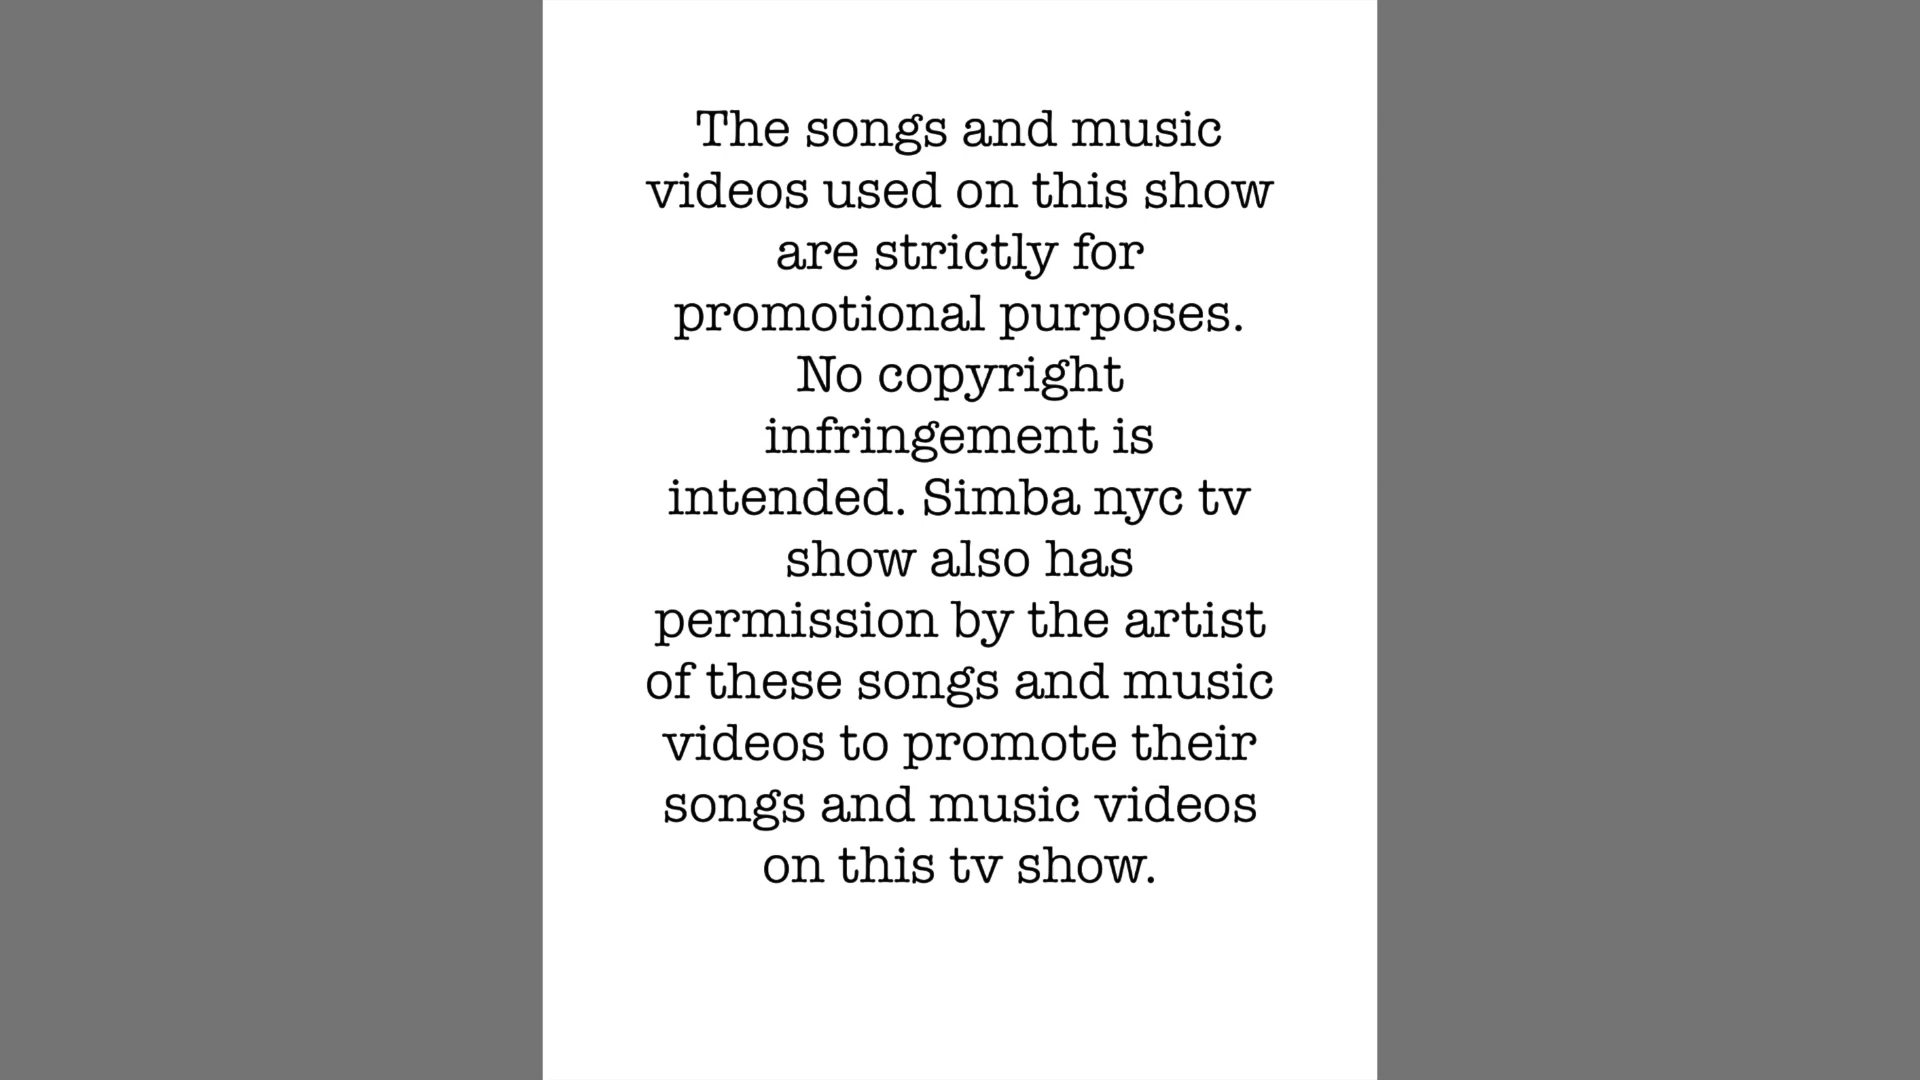 The songs and music
videos used on this show
are strictly for
promotional purposes.
No copyright
infringement is
intended. Simba nyc tv
show also has
permission by the artist
of these songs and music
videos to promote their
songs and music videos
on this tv show.